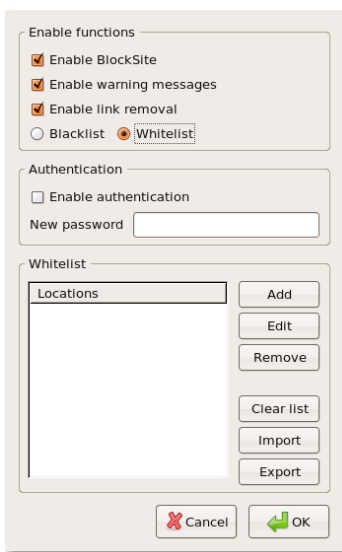 Enable functions
Enable BlockSite
Enable warning messages
Enable link removal
Blacklist Whitelist
Authentication
Enable authentication
New password
Whitelist
Locations
Add
Edit
Remove
Clear list
Import
Export
Cancel OK